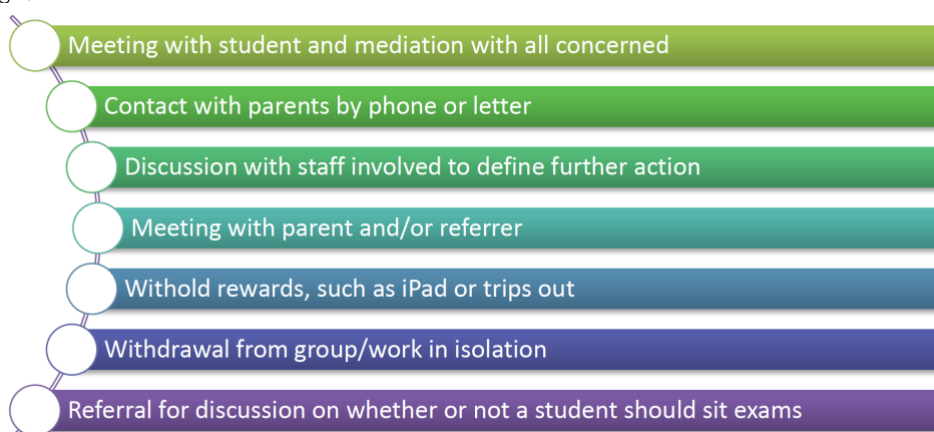 Meeting with student and mediation with all concerned
Contact with parents by phone or letter
Discussion with staff involved to define further action
Meeting with parent and/or referrer
Withold rewards, such as iPad or trips out
Withdrawal from group/work in isolation
Referral for discussion on whether or not a student should sit exams